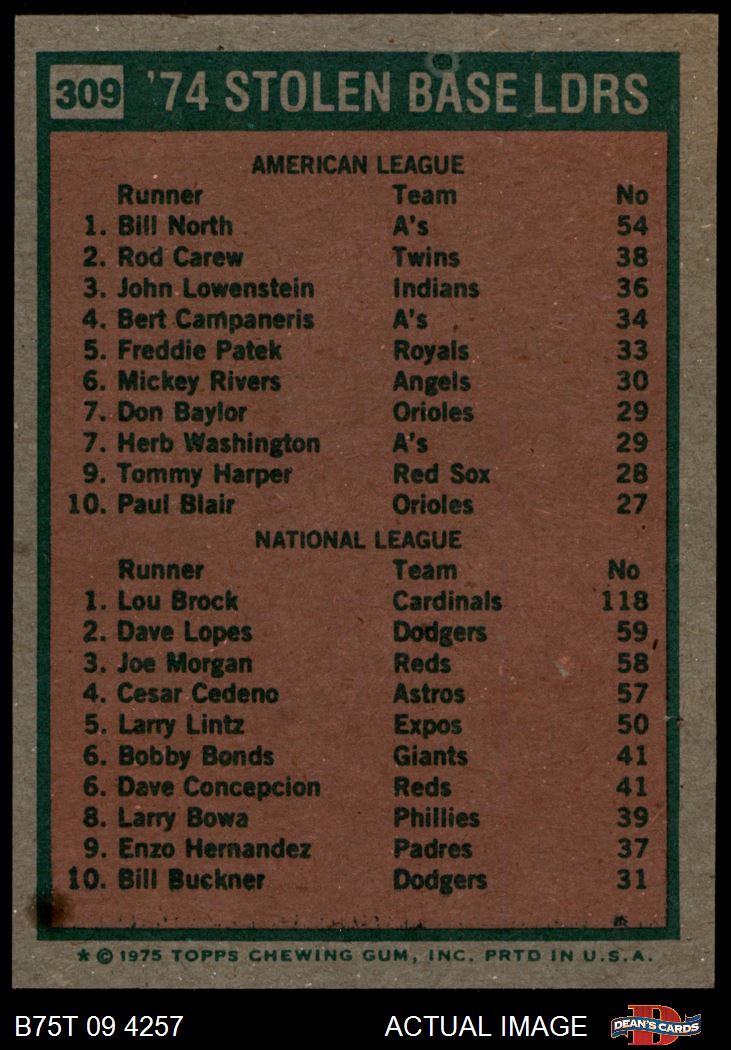 309 '74 STOLEN BASE LDRS
AMERICAN LEAGUE
Runner Team No
1. Bill North A's 54
2. Rod Carew Twins 38
3. John Lowenstein Indians 36
4. Bert Campaneris A's 34
5. Freddie Patek Royals 33
6. Mickey Rivers Angels 30
7. Don Baylor Orioles 29
7. Herb Washington A's 29
9. Tommy Harper Red Sox 28
10. Paul Blair Orioles 27
NATIONAL LEAGUE
Runner Team No
1. Lou Brock Cardinals 118
2. Dave Lopes Dodgers 59
3. Joe Morgan Reds 58
4. Cesar Cedeno Astros 57
5. Larry Lintz Expos 50
6. Bobby Bonds Giants 41
6. Dave Concepcion Reds 41
8. Larry Bowa Phillies 39
9. Enzo Hernandez Padres 37
10. Bill Buckner Dodgers 31
* © 1975 TOPPS CHEWING GUM, INC. PRTD IN U.S.A.
B75T 09 4257 ACTUAL IMAGE D DEAN'S CARDS